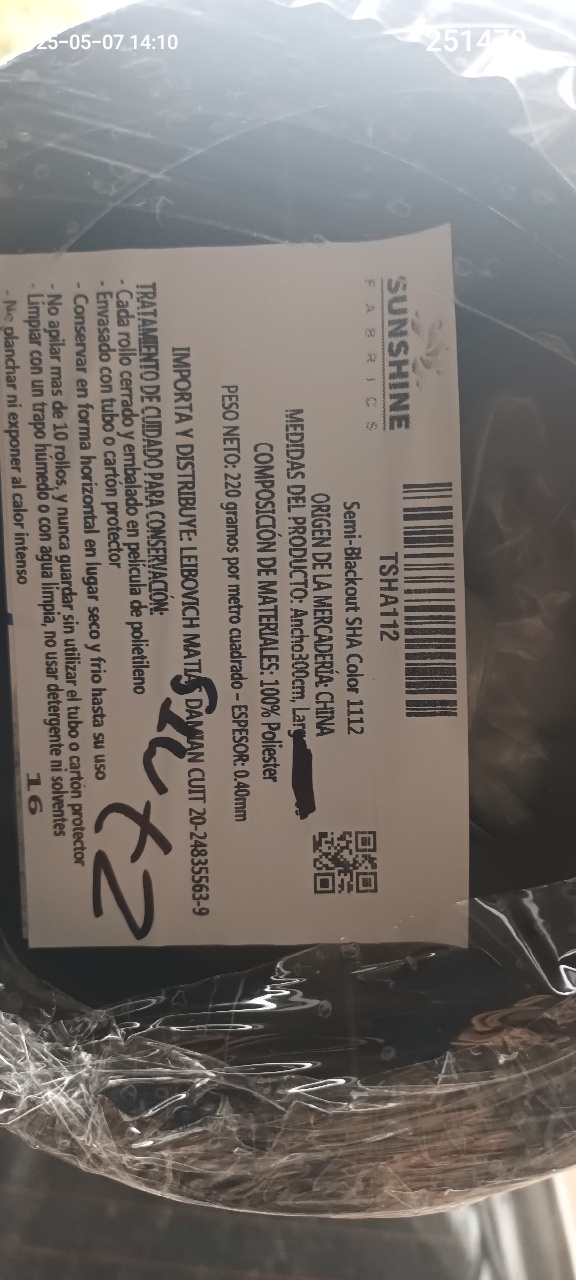 25-05-07 14:10
SUNSHINE
FABRICS
TSHA112
Semi-Blackout SHA Color 1112
ORIGEN DE LA MERCADERÍA: CHINA
MEDIDAS DEL PRODUCTO: Ancho300cm,
COMPOSICIÓN DE MATERIALES: 100% Poliester
PESO NETO: 220 gramos por metro cuadrado – ESPESOR: 0.40mm
IMPORTA Y DISTRIBUYE: LEIBOVICH MATIAS DAMIAN CUIT 20-24835563-9
TRATAMIENTO DE CUIDADO PARA CONSERVACIÓN:
- Cada rollo cerrado y embalado en película de polietileno
- Envasado con tubo o cartón protector
- Conservar en forma horizontal en lugar seco y frio hasta su uso
- No apilar mas de 10 rollos, y nunca guardar sin utilizar el tubo o cartón protector
- Limpiar con un trapo húmedo o con agua limpia, no usar detergente ni solventes
- No planchar ni exponer al calor intenso
16
X2